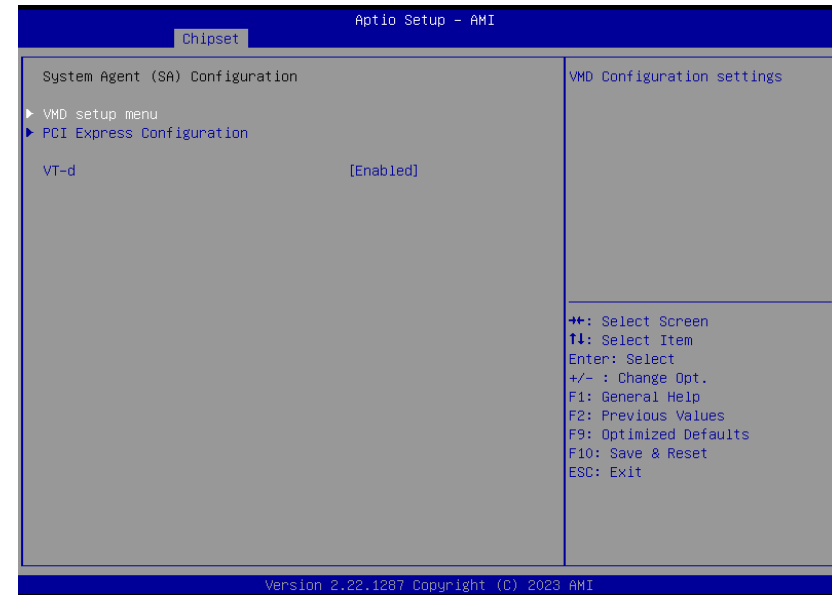 Aptio Setup – AMI
Chipset
System Agent (SA) Configuration
▶ VMD setup menu
▶ PCI Express Configuration
VT-d [Enabled]
VMD Configuration settings
→←: Select Screen
↑↓: Select Item
Enter: Select
+/- : Change Opt.
F1: General Help
F2: Previous Values
F9: Optimized Defaults
F10: Save & Reset
ESC: Exit
Version 2.22.1287 Copyright (C) 2023 AMI